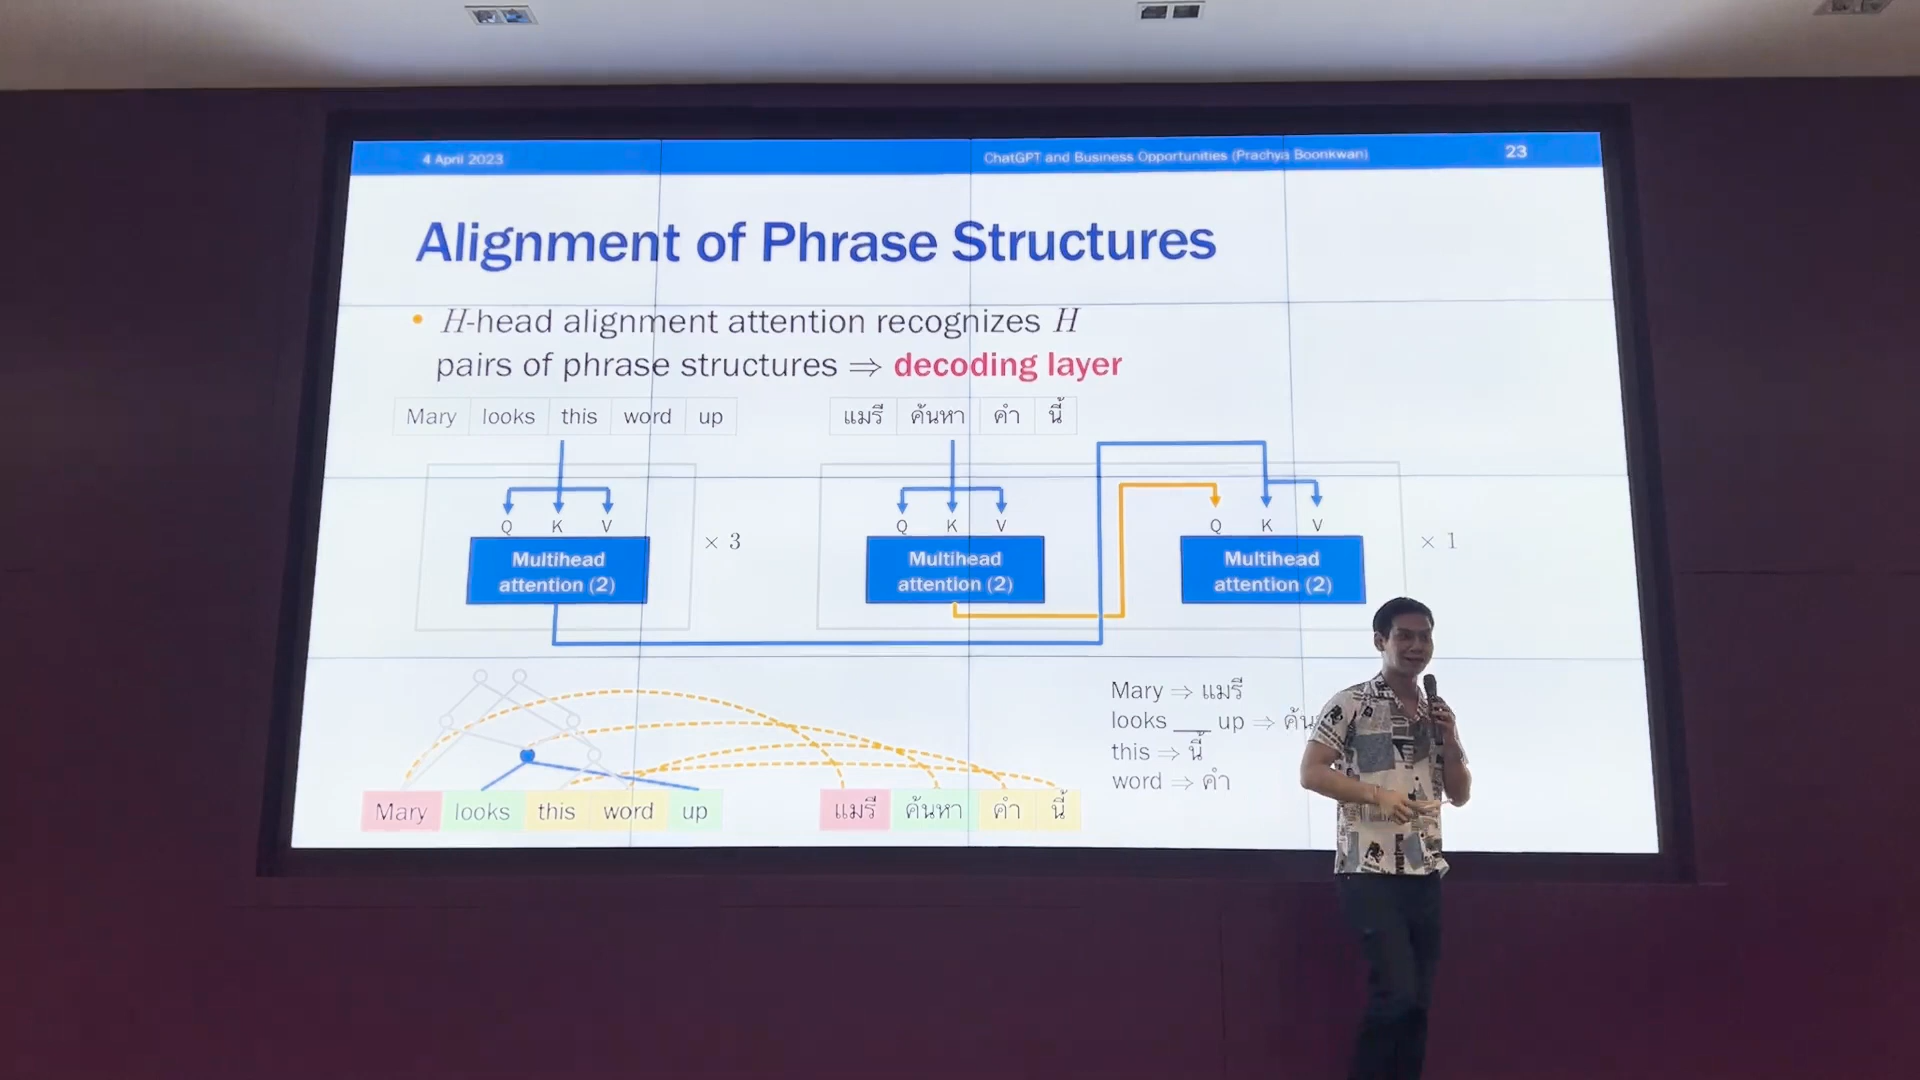 4 April 2023
ChatGPT and Business Opportunities (Prachya Boonkwan)
23
Alignment of Phrase Structures
• H-head alignment attention recognizes H
pairs of phrase structures ⇒ decoding layer
Mary looks this word up
แมรี ค้นหา คำ นี้
Q K V
Multihead
attention (2)
× 3
Q K V
Multihead
attention (2)
Q K V
Multihead
attention (2)
× 1
Mary looks this word up
แมรี ค้นหา คำ นี้
Mary ⇒ แมรี
looks ___ up ⇒
this ⇒ นี้
word ⇒ คำ